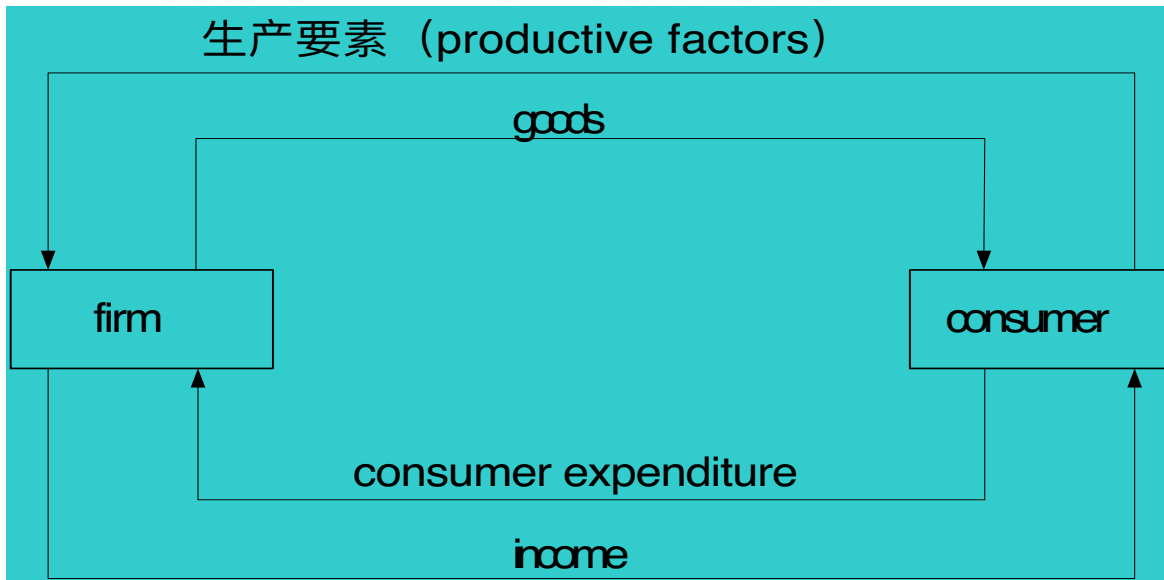 生产要素（productive factors）
goods
firm
consumer
consumer expenditure
income